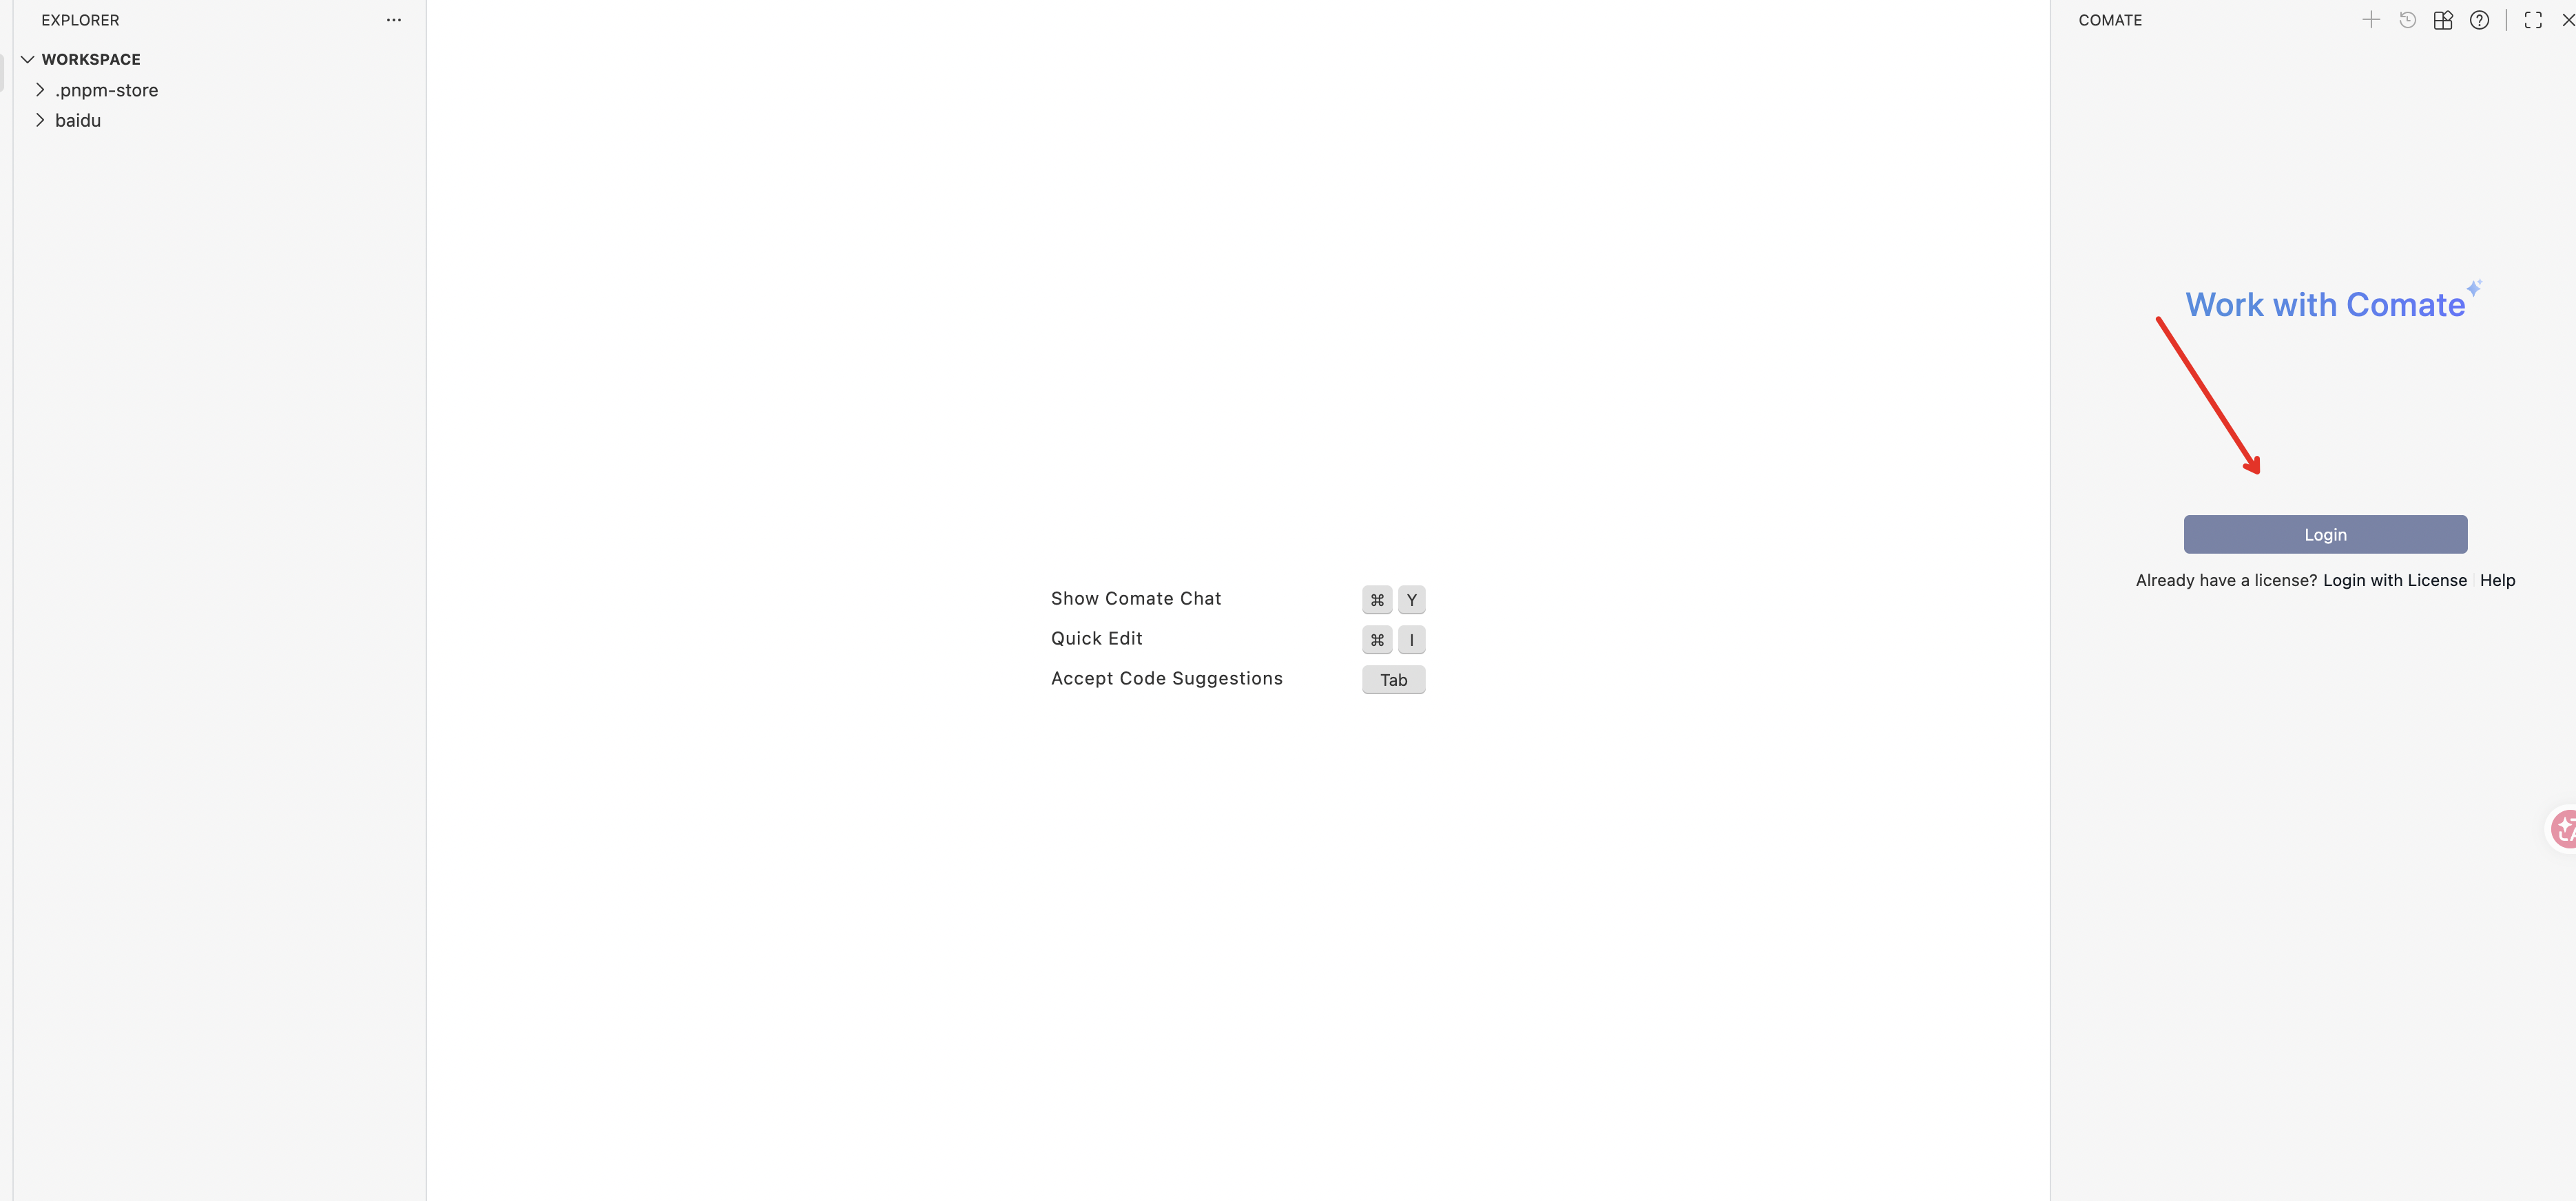 EXPLORER
WORKSPACE
.pnpm-store
baidu
Show Comate Chat ⌘ Y
Quick Edit ⌘ I
Accept Code Suggestions Tab
COMATE
Work with Comate
Login
Already have a license? Login with License Help